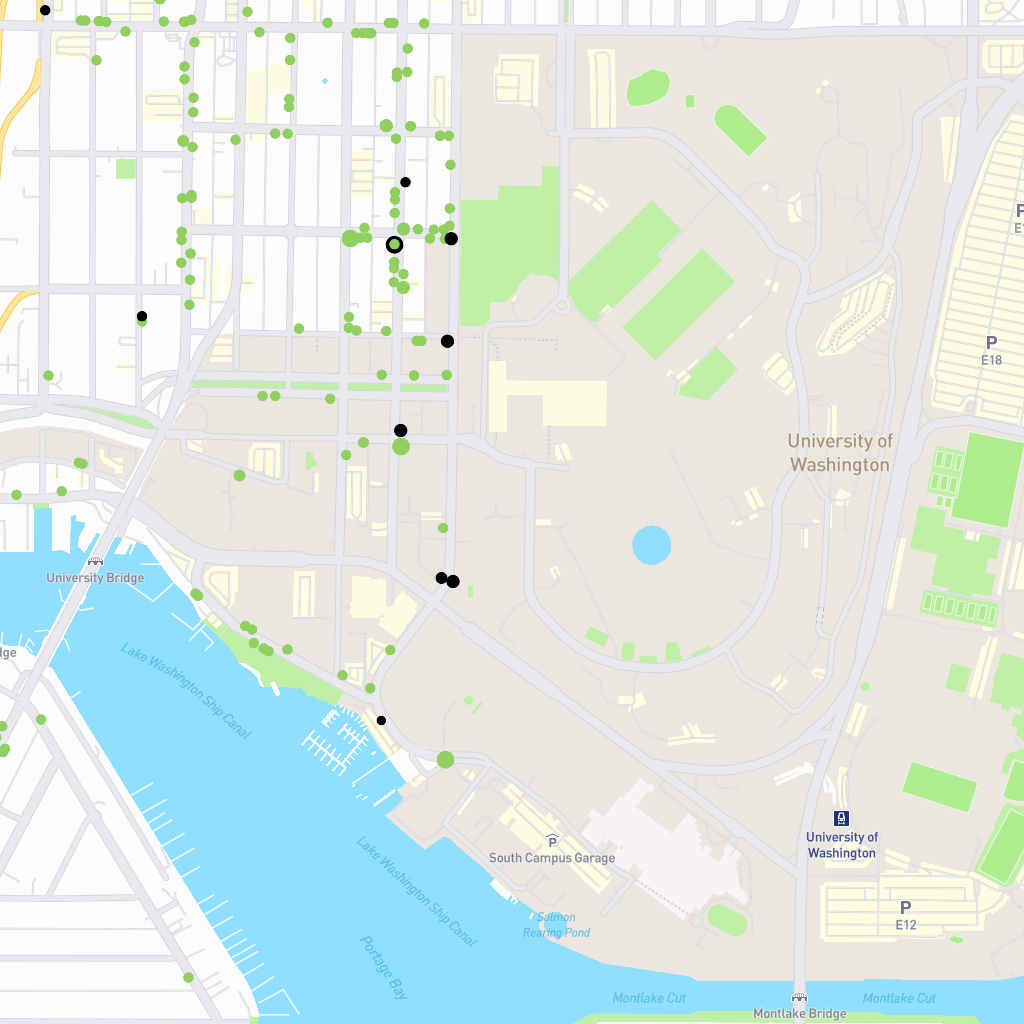 P
P
E18
University of
Washington
University Bridge
Lake Washington Ship Canal
University of
Washington
P
South Campus Garage
Lake Washington Ship Canal
P
E12
Salmon
Rearing Pond
Portage Bay
Montlake Cut
Montlake Cut
Montlake Bridge